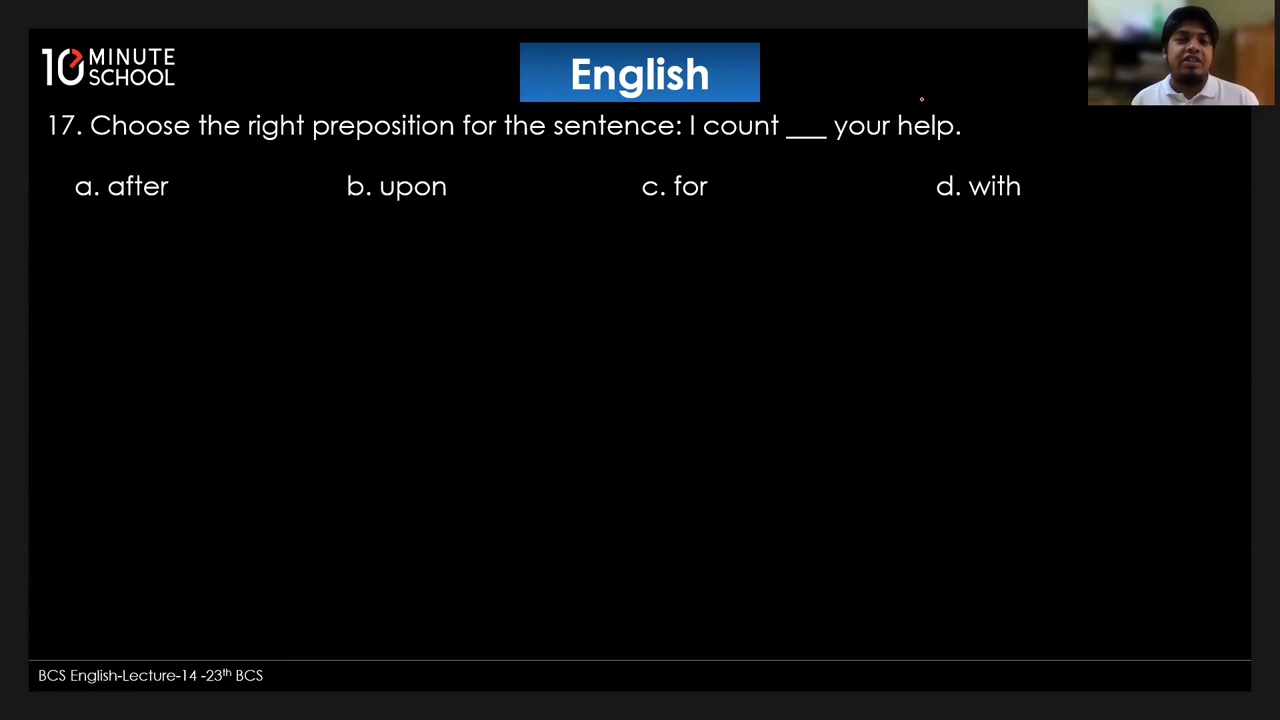 10 MINUTE SCHOOL
English
17. Choose the right preposition for the sentence: I count ___ your help.
a. after b. upon c. for d. with
BCS English-Lecture-14 -23th BCS